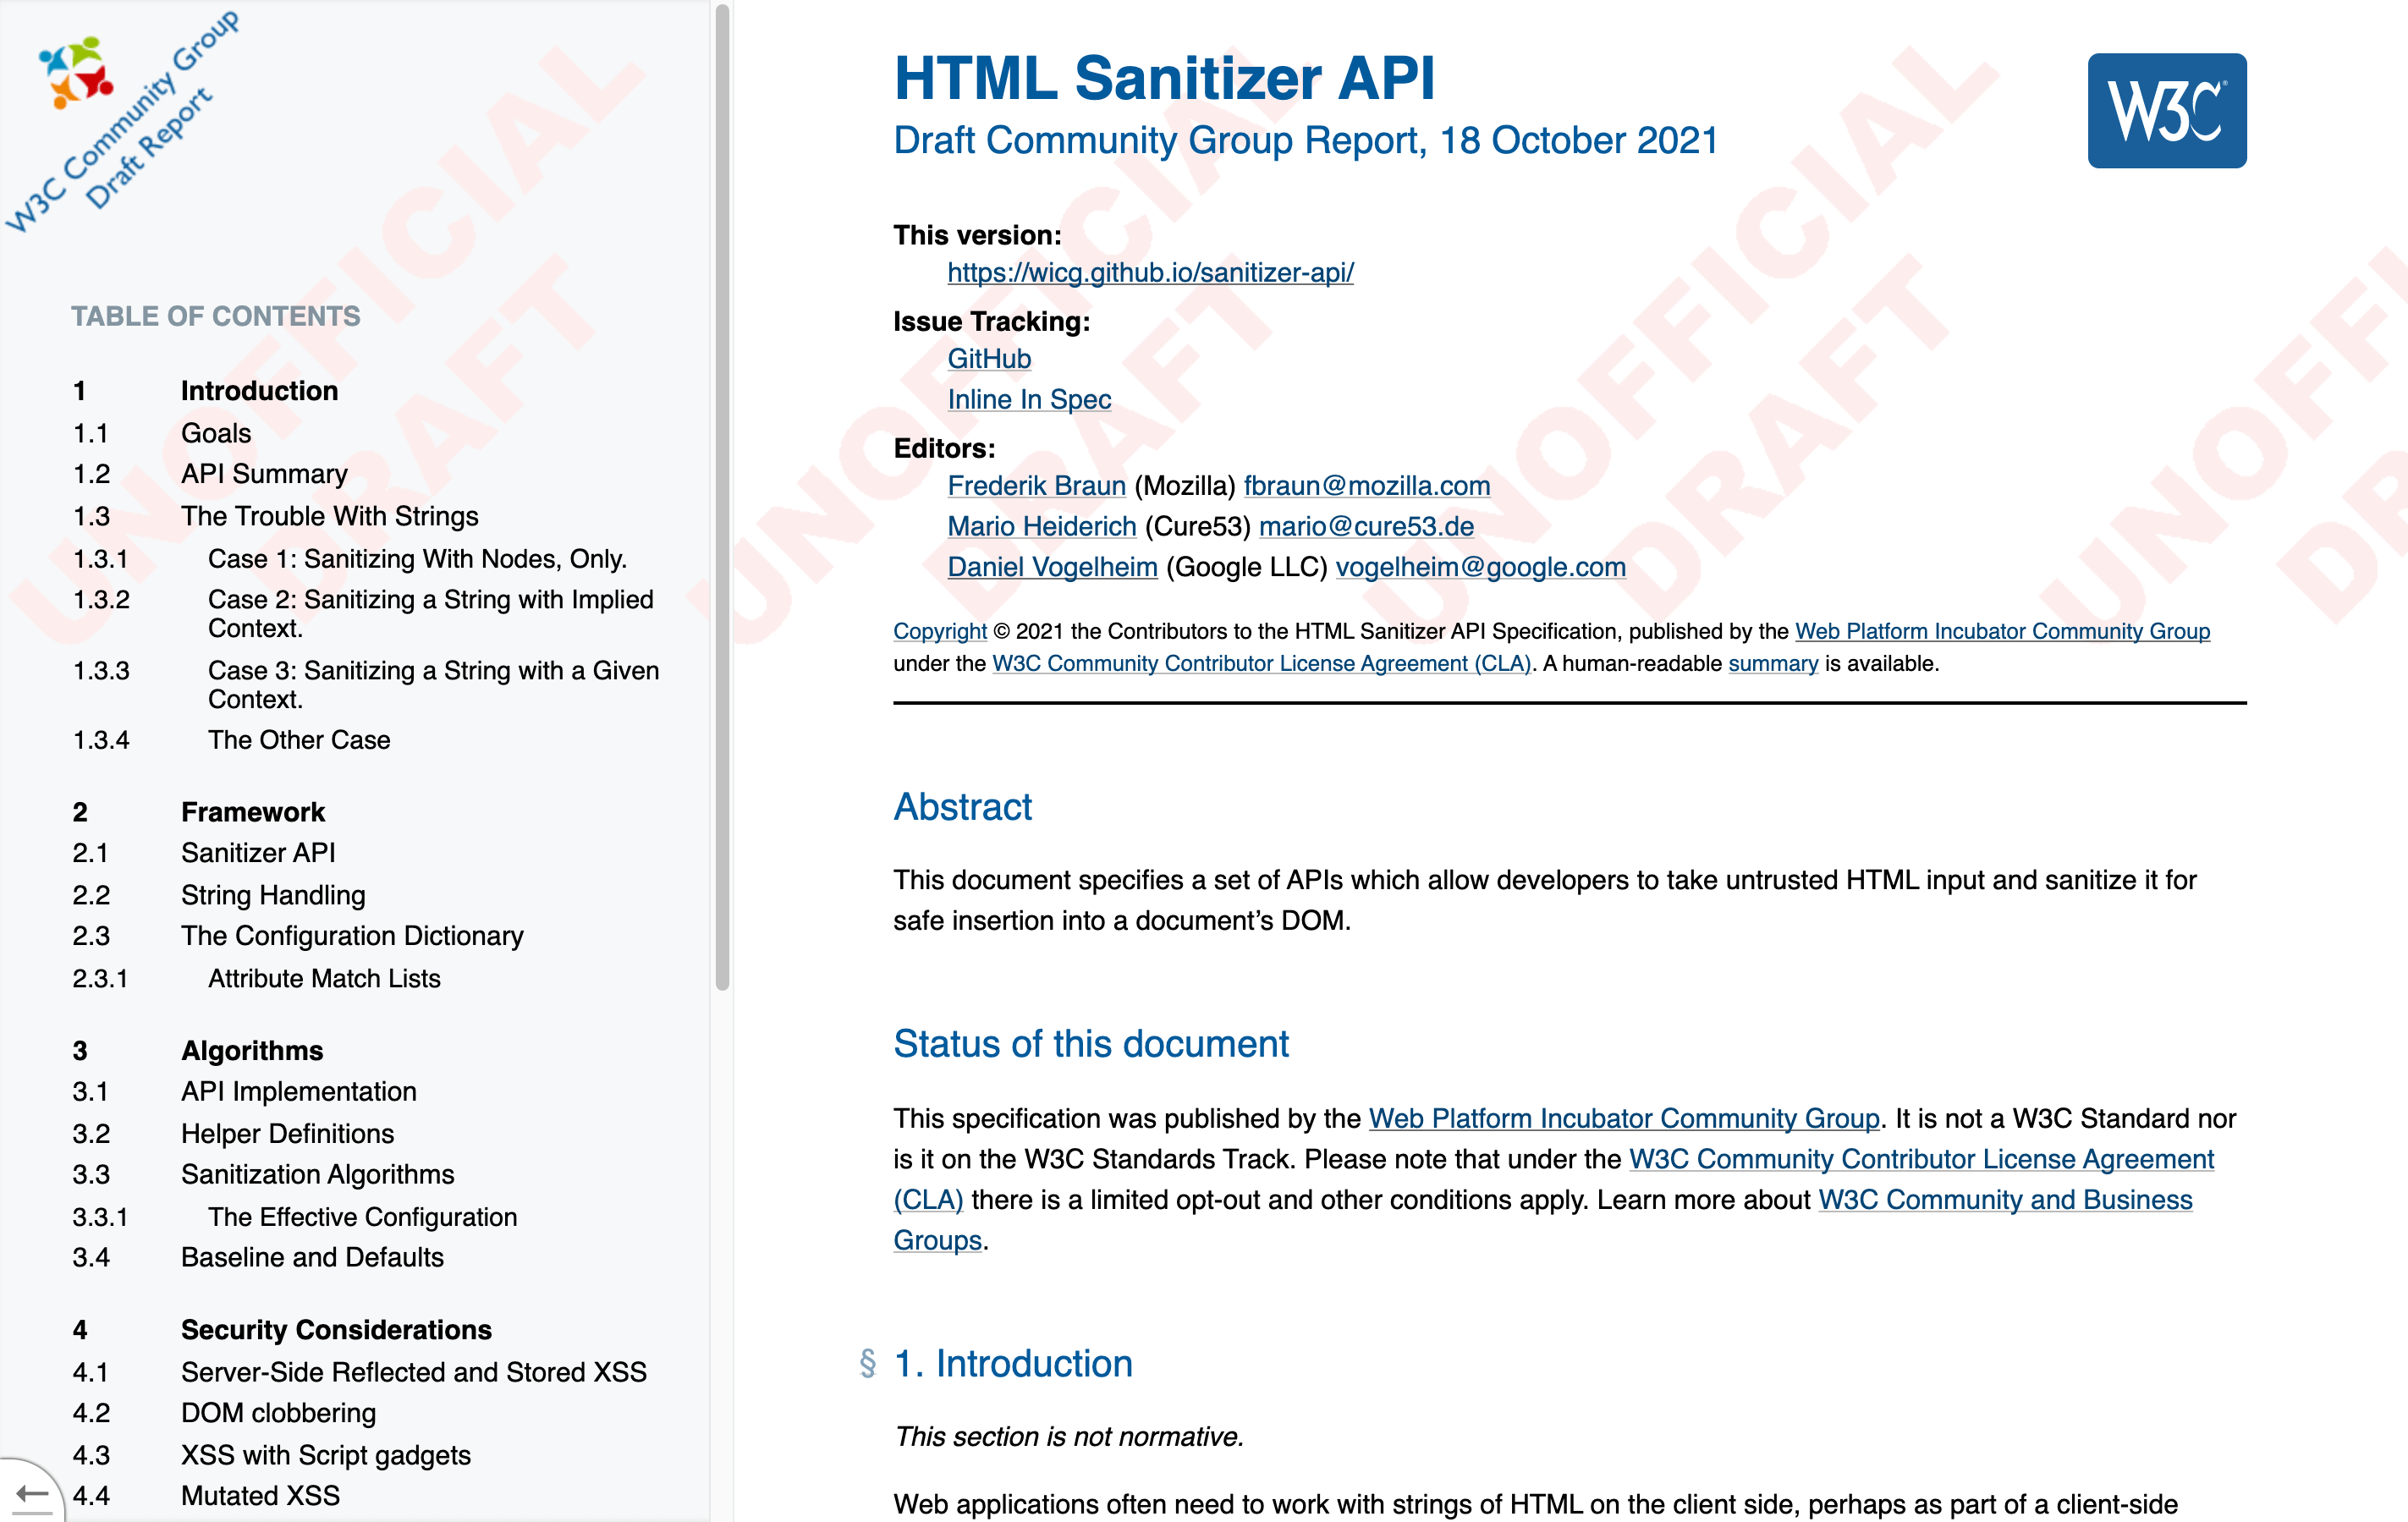 W3C Community Group
Draft Report
TABLE OF CONTENTS
1 Introduction
1.1 Goals
1.2 API Summary
1.3 The Trouble With Strings
1.3.1 Case 1: Sanitizing With Nodes, Only.
1.3.2 Case 2: Sanitizing a String with Implied
Context.
1.3.3 Case 3: Sanitizing a String with a Given
Context.
1.3.4 The Other Case
2 Framework
2.1 Sanitizer API
2.2 String Handling
2.3 The Configuration Dictionary
2.3.1 Attribute Match Lists
3 Algorithms
3.1 API Implementation
3.2 Helper Definitions
3.3 Sanitization Algorithms
3.3.1 The Effective Configuration
3.4 Baseline and Defaults
4 Security Considerations
4.1 Server-Side Reflected and Stored XSS
4.2 DOM clobbering
4.3 XSS with Script gadgets
4.4 Mutated XSS
UNOFFICIAL
DRAFT
HTML Sanitizer API
Draft Community Group Report, 18 October 2021
W3C®
This version:
https://wicg.github.io/sanitizer-api/
Issue Tracking:
GitHub
Inline In Spec
Editors:
Frederik Braun (Mozilla) fbraun@mozilla.com
Mario Heiderich (Cure53) mario@cure53.de
Daniel Vogelheim (Google LLC) vogelheim@google.com
Copyright © 2021 the Contributors to the HTML Sanitizer API Specification, published by the Web Platform Incubator Community Group
under the W3C Community Contributor License Agreement (CLA). A human-readable summary is available.
Abstract
This document specifies a set of APIs which allow developers to take untrusted HTML input and sanitize it for
safe insertion into a document’s DOM.
Status of this document
This specification was published by the Web Platform Incubator Community Group. It is not a W3C Standard nor
is it on the W3C Standards Track. Please note that under the W3C Community Contributor License Agreement
(CLA) there is a limited opt-out and other conditions apply. Learn more about W3C Community and Business
Groups.
§ 1. Introduction
This section is not normative.
Web applications often need to work with strings of HTML on the client side, perhaps as part of a client-side
UNOFFICIAL
DRAFT
UNOFFICIAL
DRAFT
UNOFFI
DR